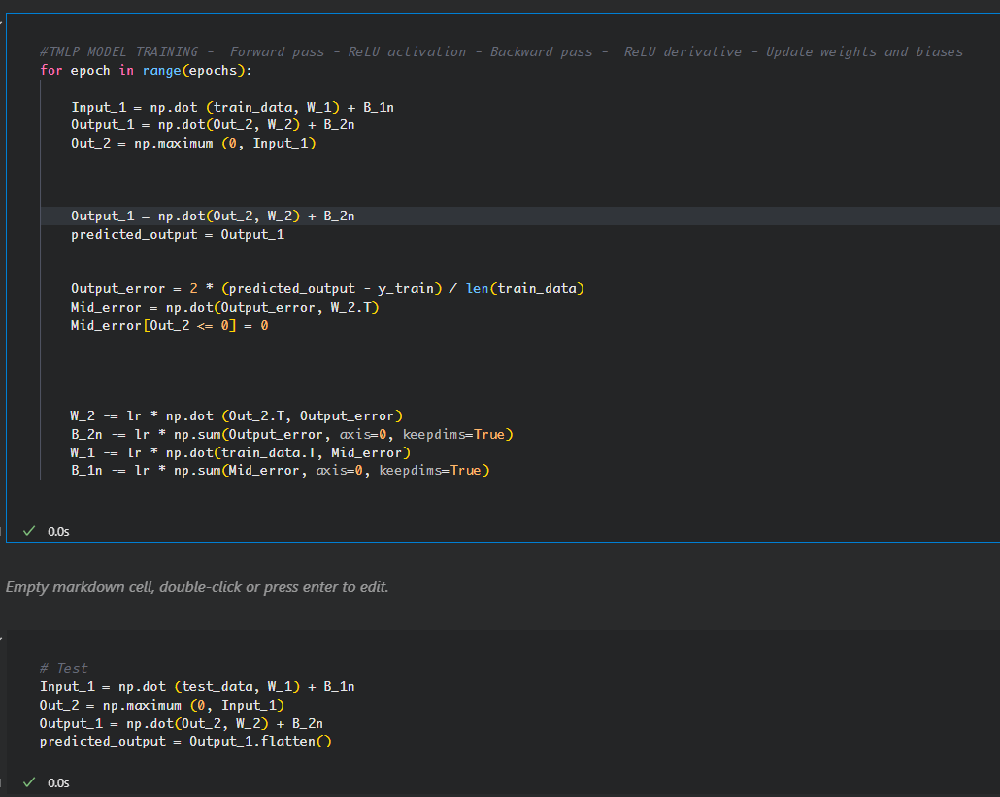 #TMLP MODEL TRAINING -  Forward pass - ReLU activation - Backward pass -  ReLU derivative - Update weights and biases
for epoch in range(epochs):
Input_1 = np.dot (train_data, W_1) + B_1n
Output_1 = np.dot(Out_2, W_2) + B_2n
Out_2 = np.maximum (0, Input_1)
Output_1 = np.dot(Out_2, W_2) + B_2n
predicted_output = Output_1
Output_error = 2 * (predicted_output - y_train) / len(train_data)
Mid_error = np.dot(Output_error, W_2.T)
Mid_error[Out_2 <= 0] = 0
W_2 -= lr * np.dot (Out_2.T, Output_error)
B_2n -= lr * np.sum(Output_error, axis=0, keepdims=True)
W_1 -= lr * np.dot(train_data.T, Mid_error)
B_1n -= lr * np.sum(Mid_error, axis=0, keepdims=True)
0.0s
Empty markdown cell, double-click or press enter to edit.
# Test
Input_1 = np.dot (test_data, W_1) + B_1n
Out_2 = np.maximum (0, Input_1)
Output_1 = np.dot(Out_2, W_2) + B_2n
predicted_output = Output_1.flatten()
0.0s